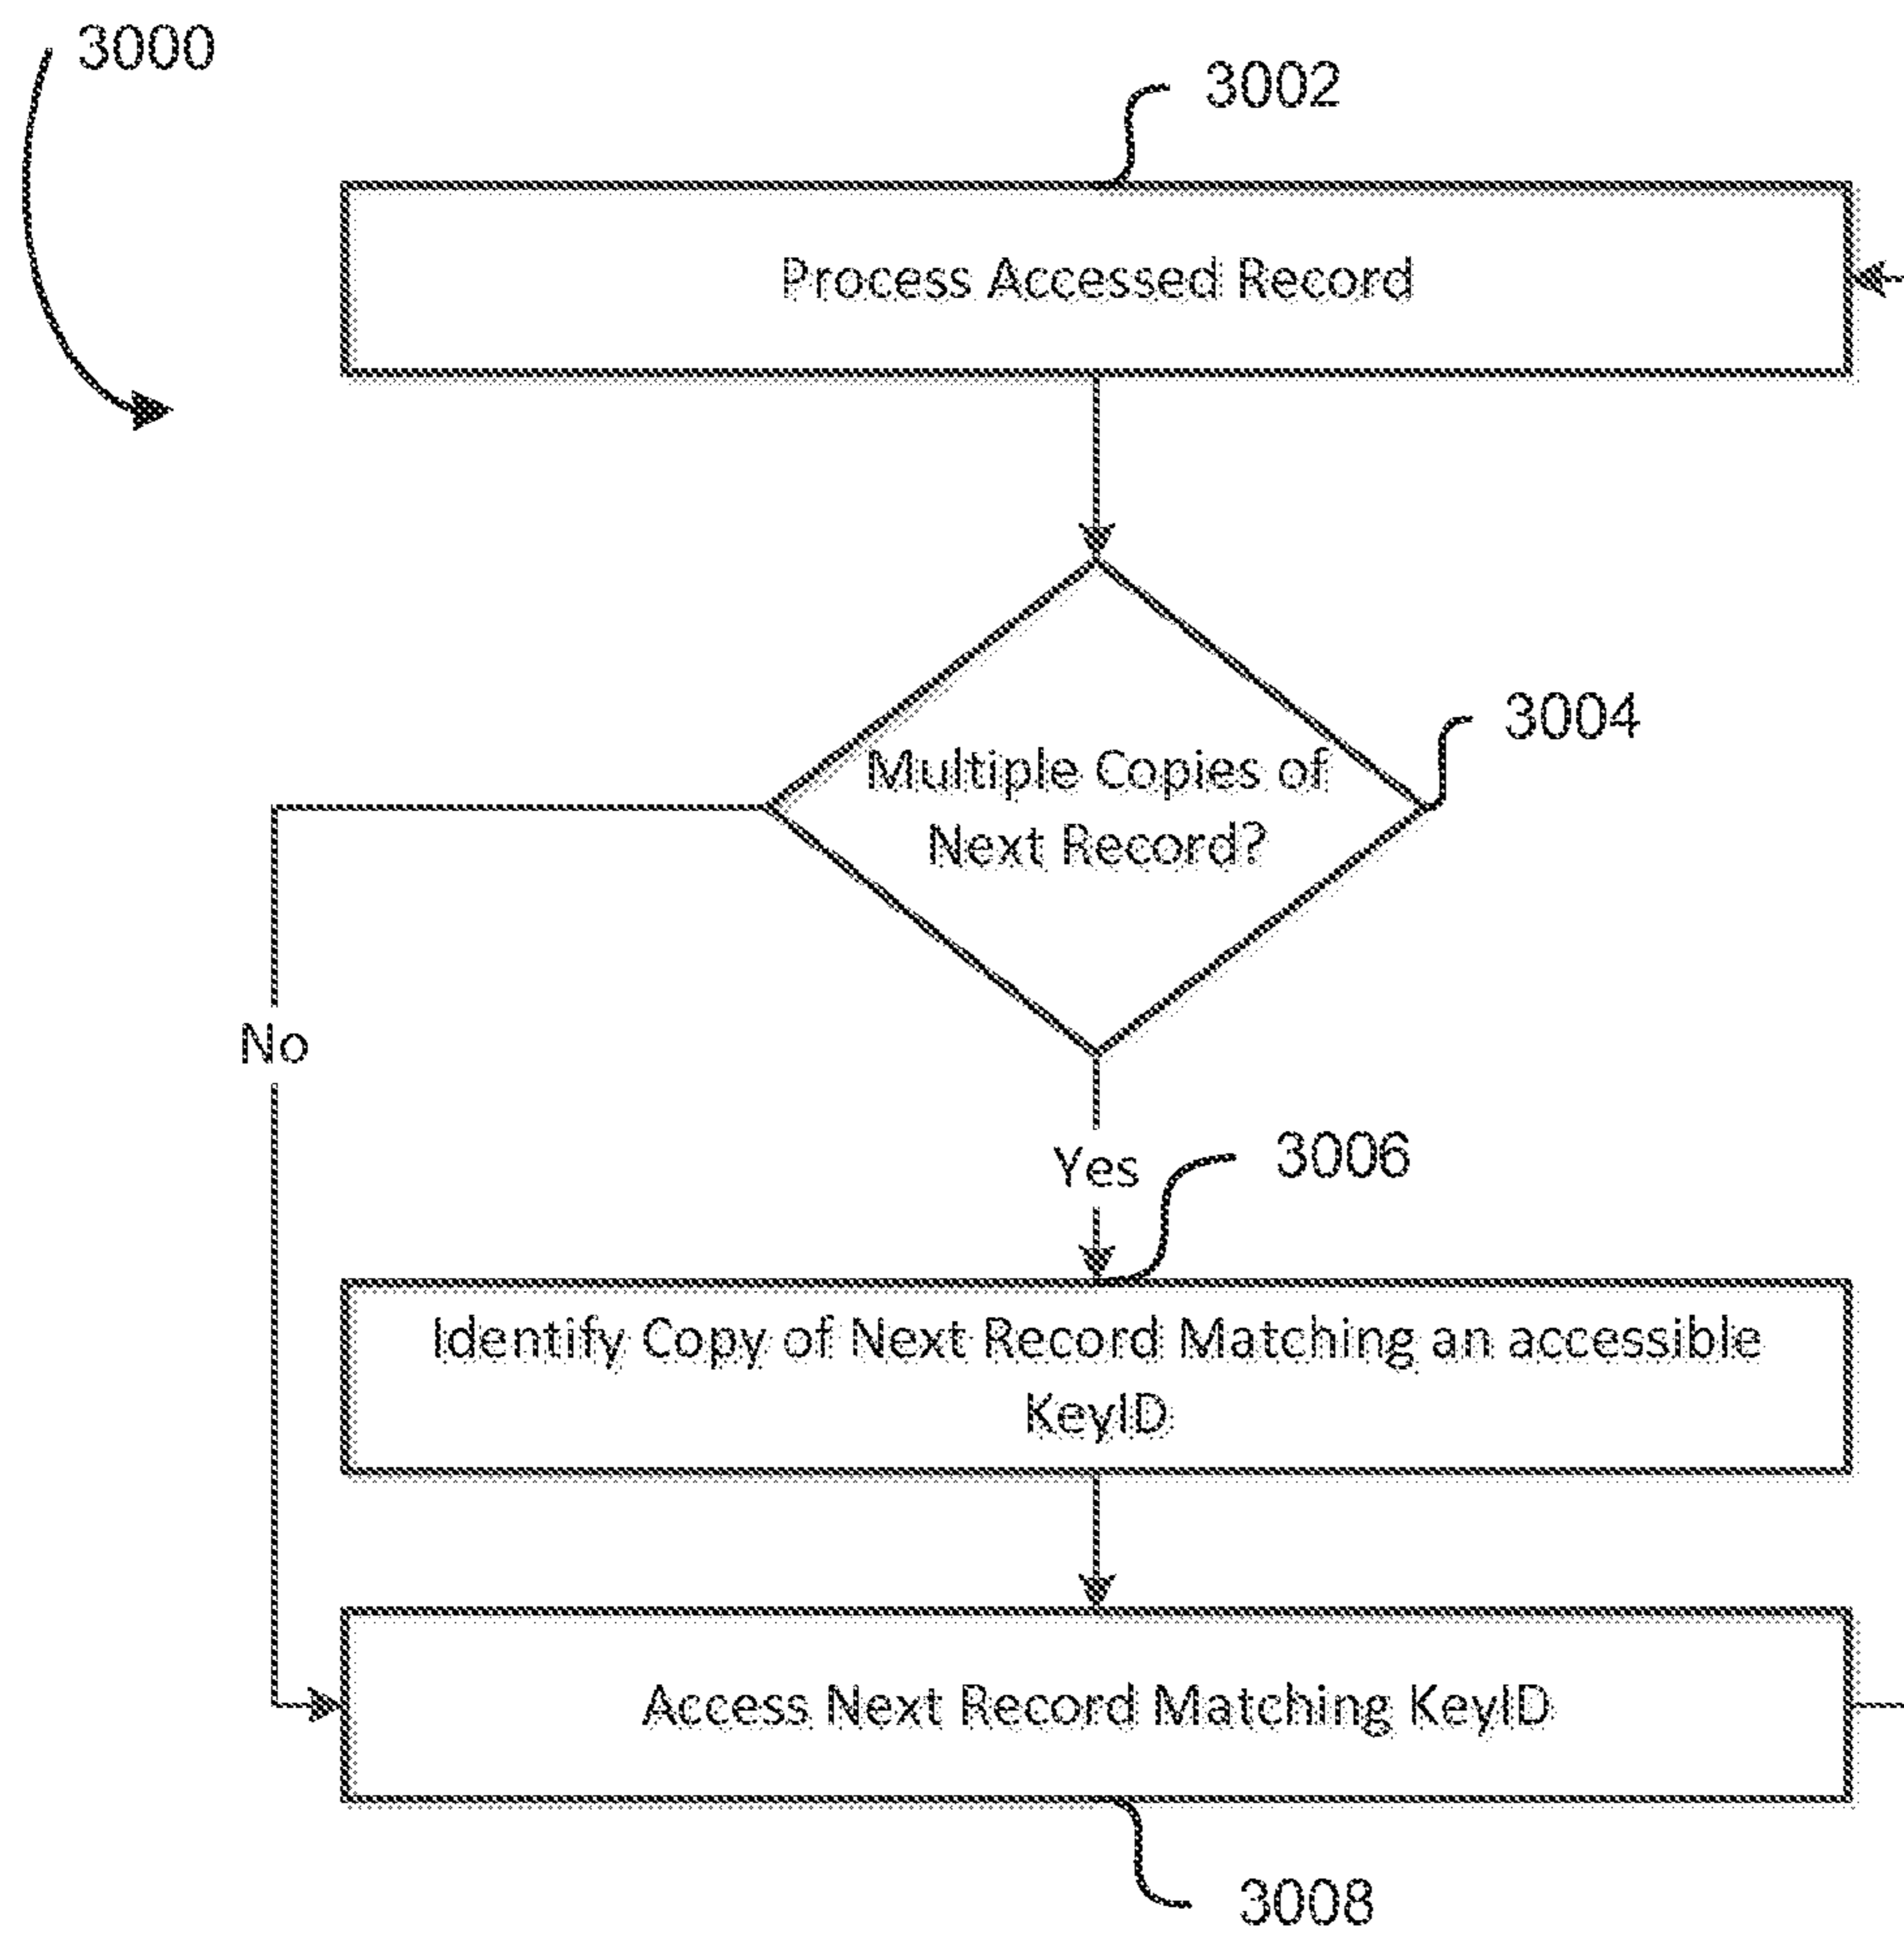 3000
3002
Process Accessed Record
3004
Multiple Copies of
Next Record?
No
Yes
3006
Identify Copy of Next Record Matching an accessible
KeyID
Access Next Record Matching KeyID
3008